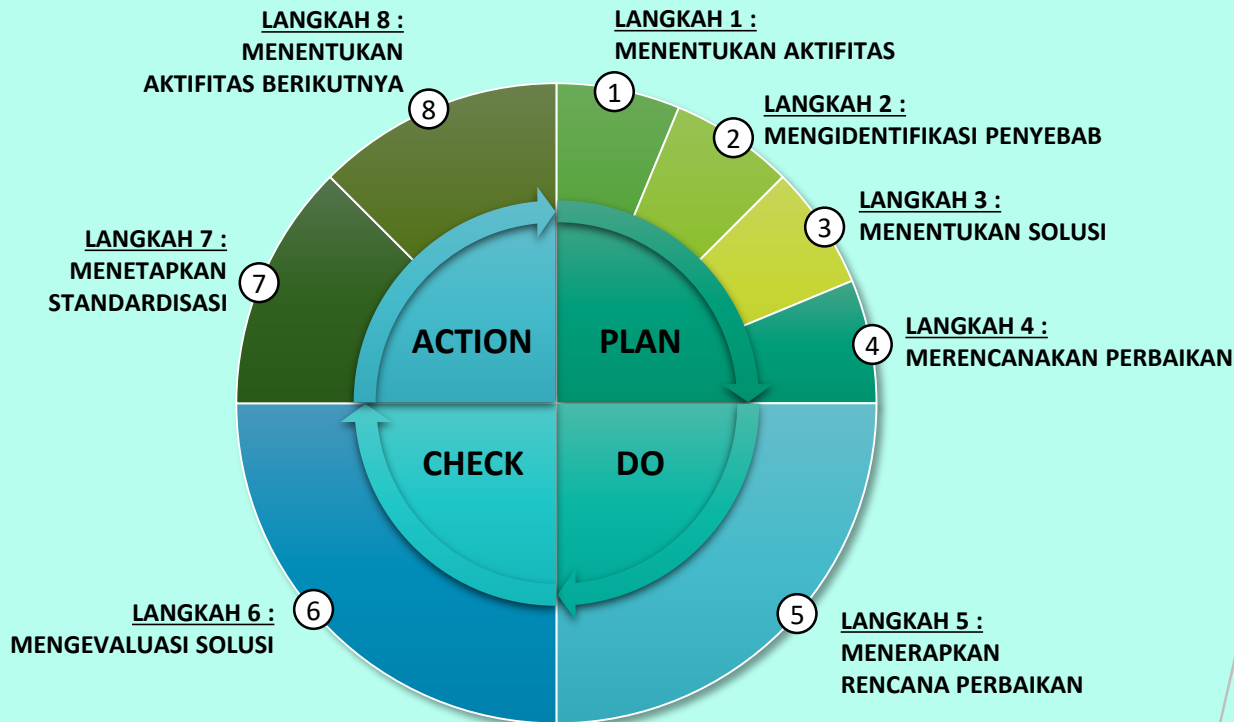 LANGKAH 1 :
MENENTUKAN AKTIFITAS
1
LANGKAH 2 :
MENGIDENTIFIKASI PENYEBAB
2
LANGKAH 3 :
MENENTUKAN SOLUSI
3
LANGKAH 4 :
MERENCANAKAN PERBAIKAN
4
LANGKAH 5 :
MENERAPKAN
RENCANA PERBAIKAN
5
LANGKAH 6 :
MENGEVALUASI SOLUSI
6
LANGKAH 7 :
MENETAPKAN
STANDARDISASI
7
LANGKAH 8 :
MENENTUKAN
AKTIFITAS BERIKUTNYA
8
ACTION
PLAN
CHECK
DO